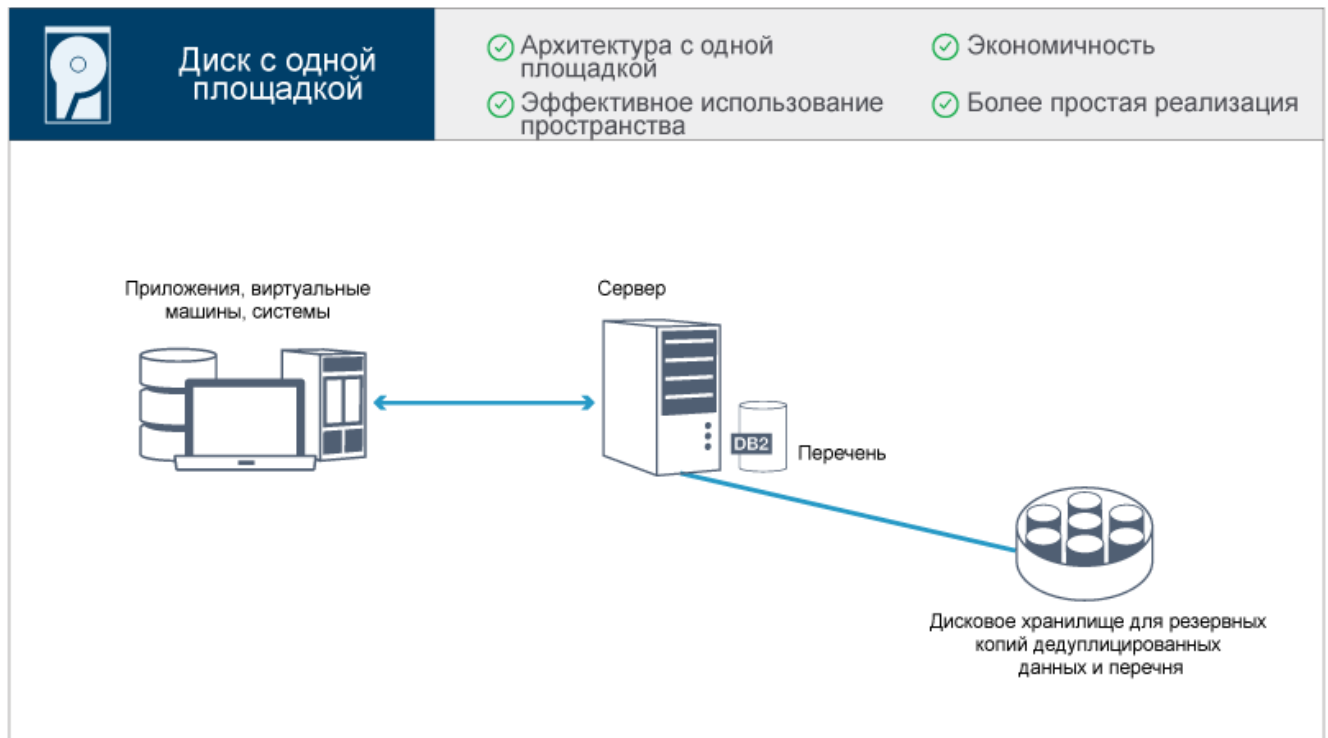 Диск с одной
площадкой
Архитектура с одной
площадкой
Эффективное использование
пространства
Экономичность
Более простая реализация
Приложения, виртуальные
машины, системы
Сервер
DB2
Перечень
Дисковое хранилище для резервных
копий дедуплицированных
данных и перечня